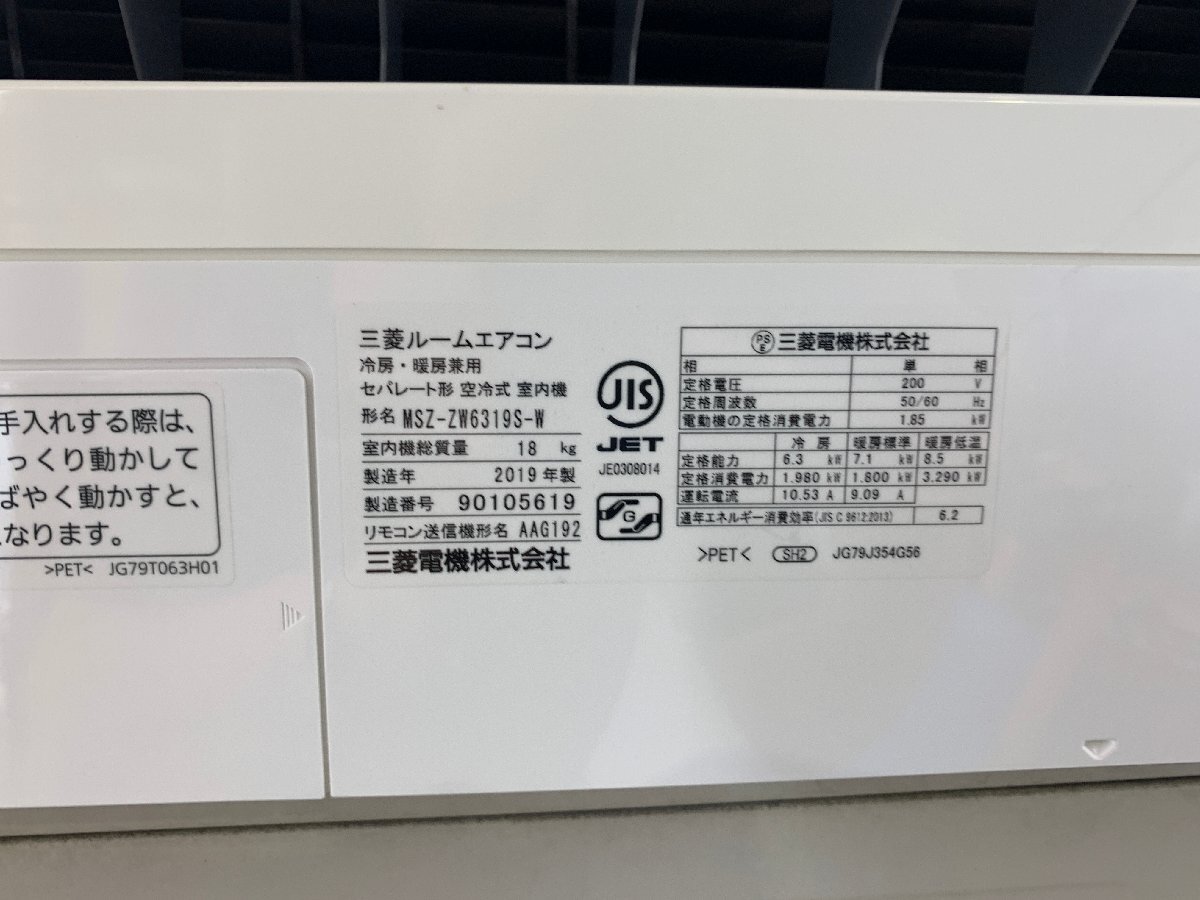 手入れする際は、
っくり動かして
ばやく動かすと、
なります。
>PET< JG79T063H01
三菱ルームエアコン
冷房・暖房兼用
セパレート形 空冷式 室内機
形名 MSZ-ZW6319S-W
室内機総質量 18 kg
製造年 2019 年製
製造番号 90105619
リモコン送信機形名 AAG192
三菱電機株式会社
JIS
JET
JE0308014
G
PSE 三菱電機株式会社
相 単 相
定格電圧 200 V
定格周波数 50/60 Hz
電動機の定格消費電力 1.85 kW
冷 房 暖房標準 暖房低温
定格能力 6.3 kW 7.1 kW 8.5 kW
定格消費電力 1.980 kW 1.800 kW 3.290 kW
運転電流 10.53 A 9.09 A
通年エネルギー消費効率(JIS C 9612:2013) 6.2
>PET< SH2 JG79J354G56